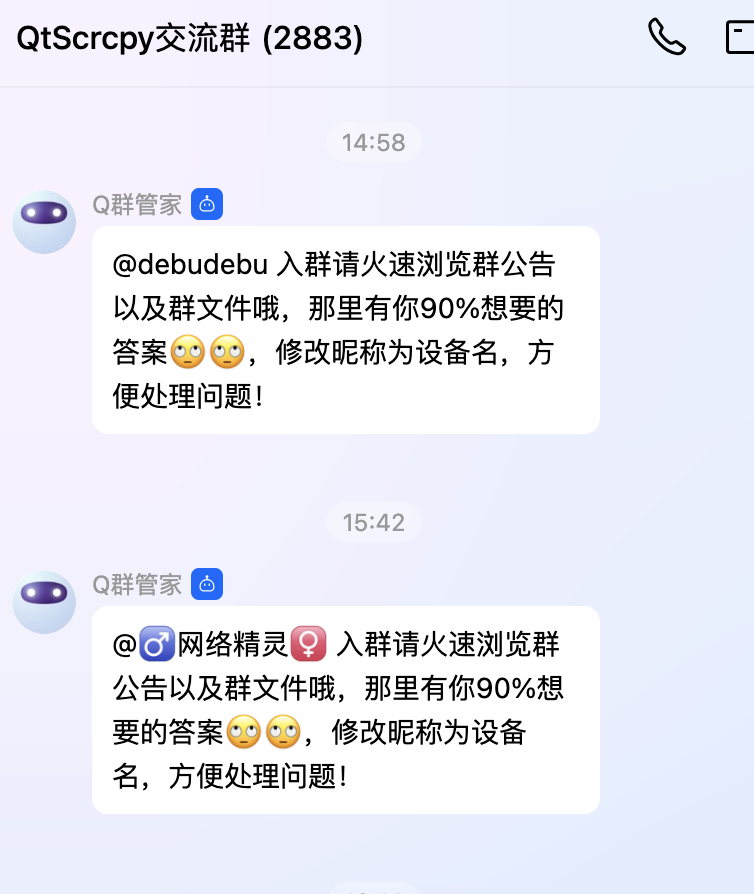 QtScrcpy交流群 (2883)
14:58
Q群管家
@debudebu 入群请火速浏览群公告
以及群文件哦，那里有你90%想要的
答案🙄🙄，修改昵称为设备名，方
便处理问题！
15:42
Q群管家
@♂️网络精灵♀️ 入群请火速浏览群
公告以及群文件哦，那里有你90%想
要的答案🙄🙄，修改昵称为设备
名，方便处理问题！